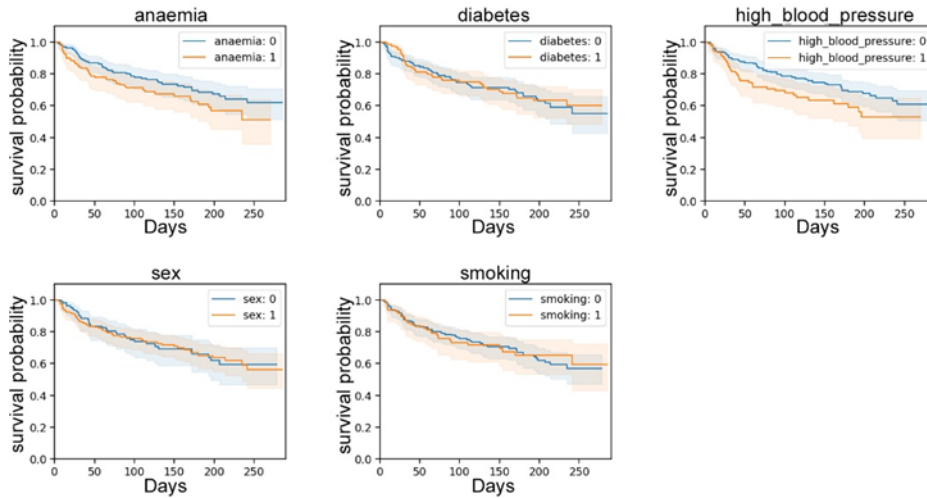 anaemia
diabetes
high_blood_pressure
survival probability
1.0
0.8
0.6
0.4
0.2
0.0
anaemia: 0
anaemia: 1
0 50 100 150 200 250
Days
survival probability
1.0
0.8
0.6
0.4
0.2
0.0
diabetes: 0
diabetes: 1
0 50 100 150 200 250
Days
survival probability
1.0
0.8
0.6
0.4
0.2
0.0
high_blood_pressure: 0
high_blood_pressure: 1
0 50 100 150 200 250
Days
sex
smoking
survival probability
1.0
0.8
0.6
0.4
0.2
0.0
sex: 0
sex: 1
0 50 100 150 200 250
Days
survival probability
1.0
0.8
0.6
0.4
0.2
0.0
smoking: 0
smoking: 1
0 50 100 150 200 250
Days